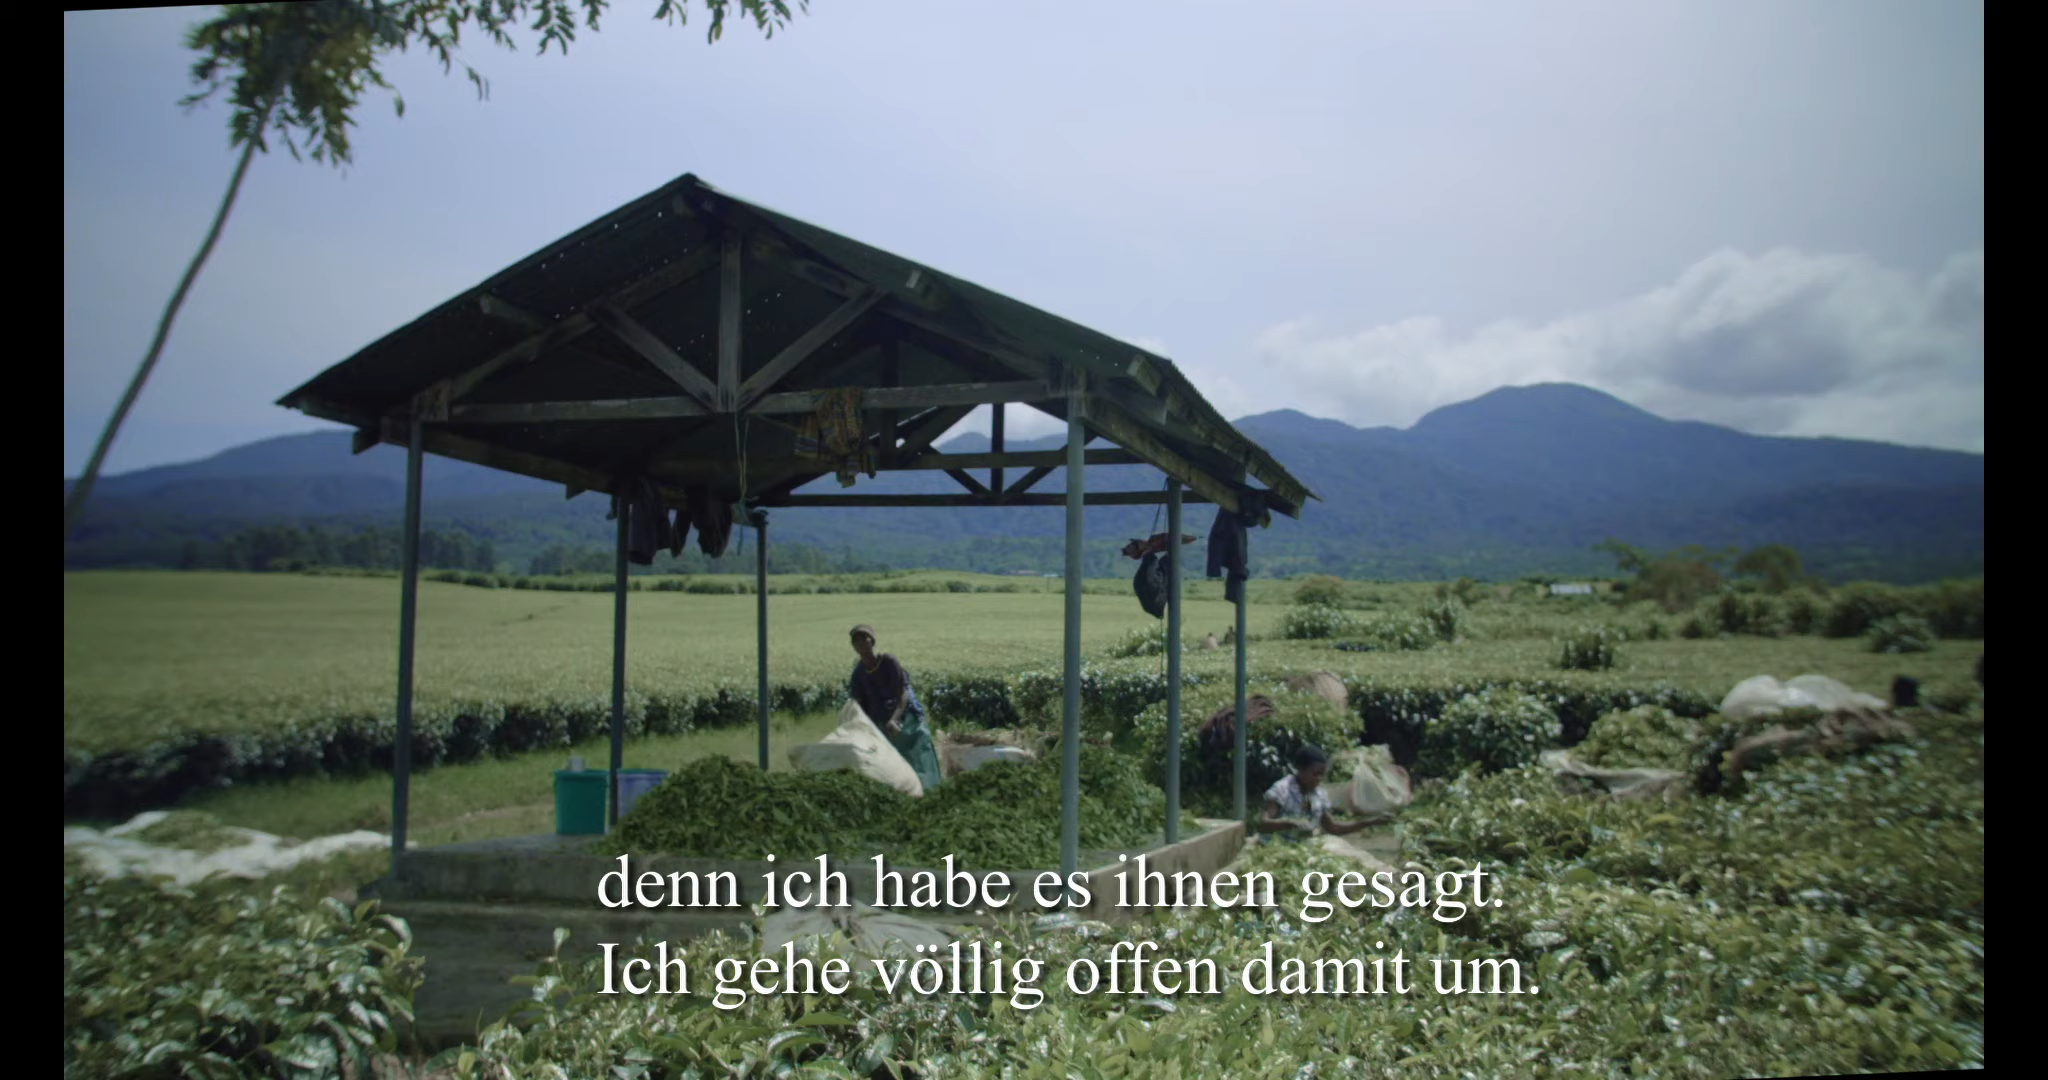 denn ich habe es ihnen gesagt.
Ich gehe völlig offen damit um.